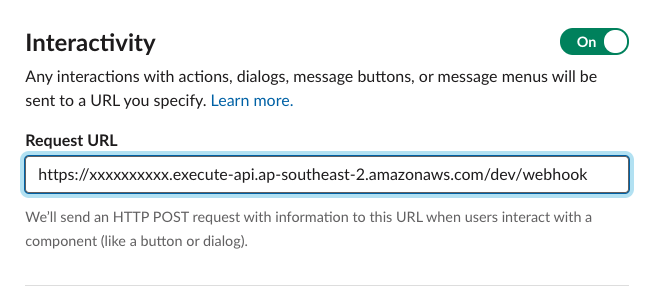 Interactivity
On
Any interactions with actions, dialogs, message buttons, or message menus will be
sent to a URL you specify. Learn more.
Request URL
https://xxxxxxxxxx.execute-api.ap-southeast-2.amazonaws.com/dev/webhook
We’ll send an HTTP POST request with information to this URL when users interact with a
component (like a button or dialog).